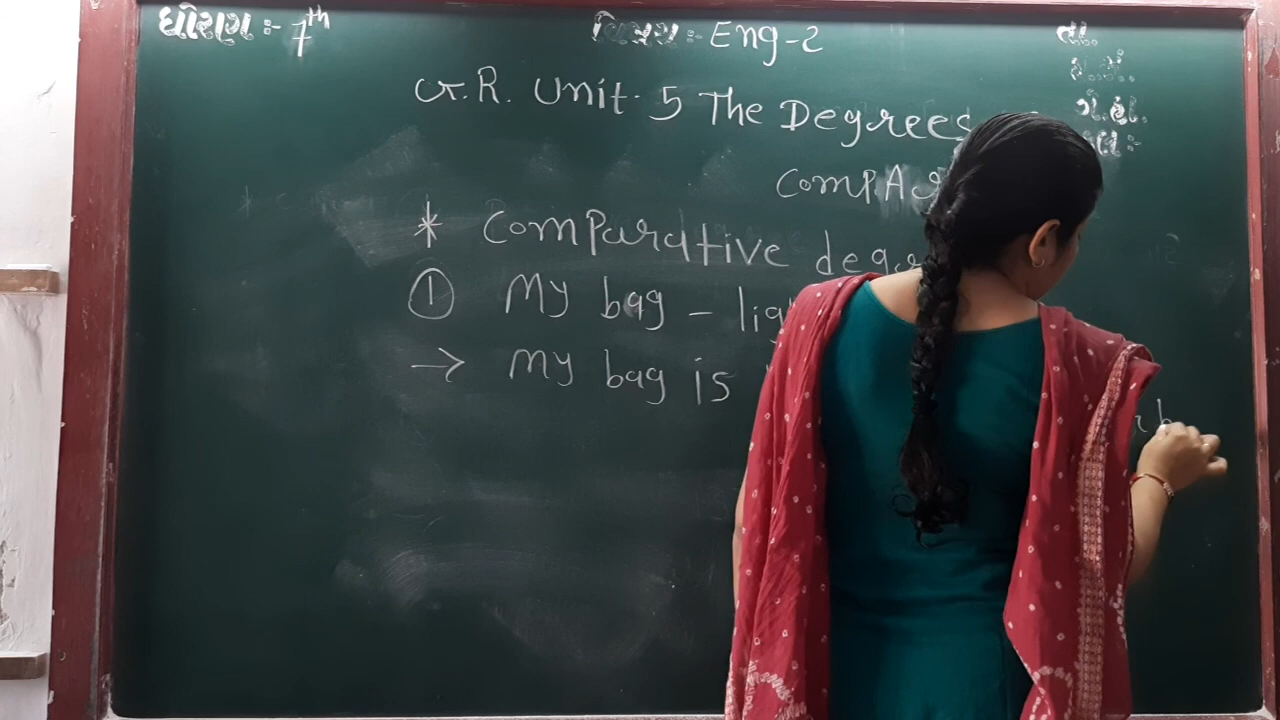 ધોરણ :- 7th
વિષય :- Eng-2
તા.
ગ.ઉ.
Gr.R. Unit. 5 The Degrees
Compar
* Comparative degr
① My bag – lig
→ My bag is
r b